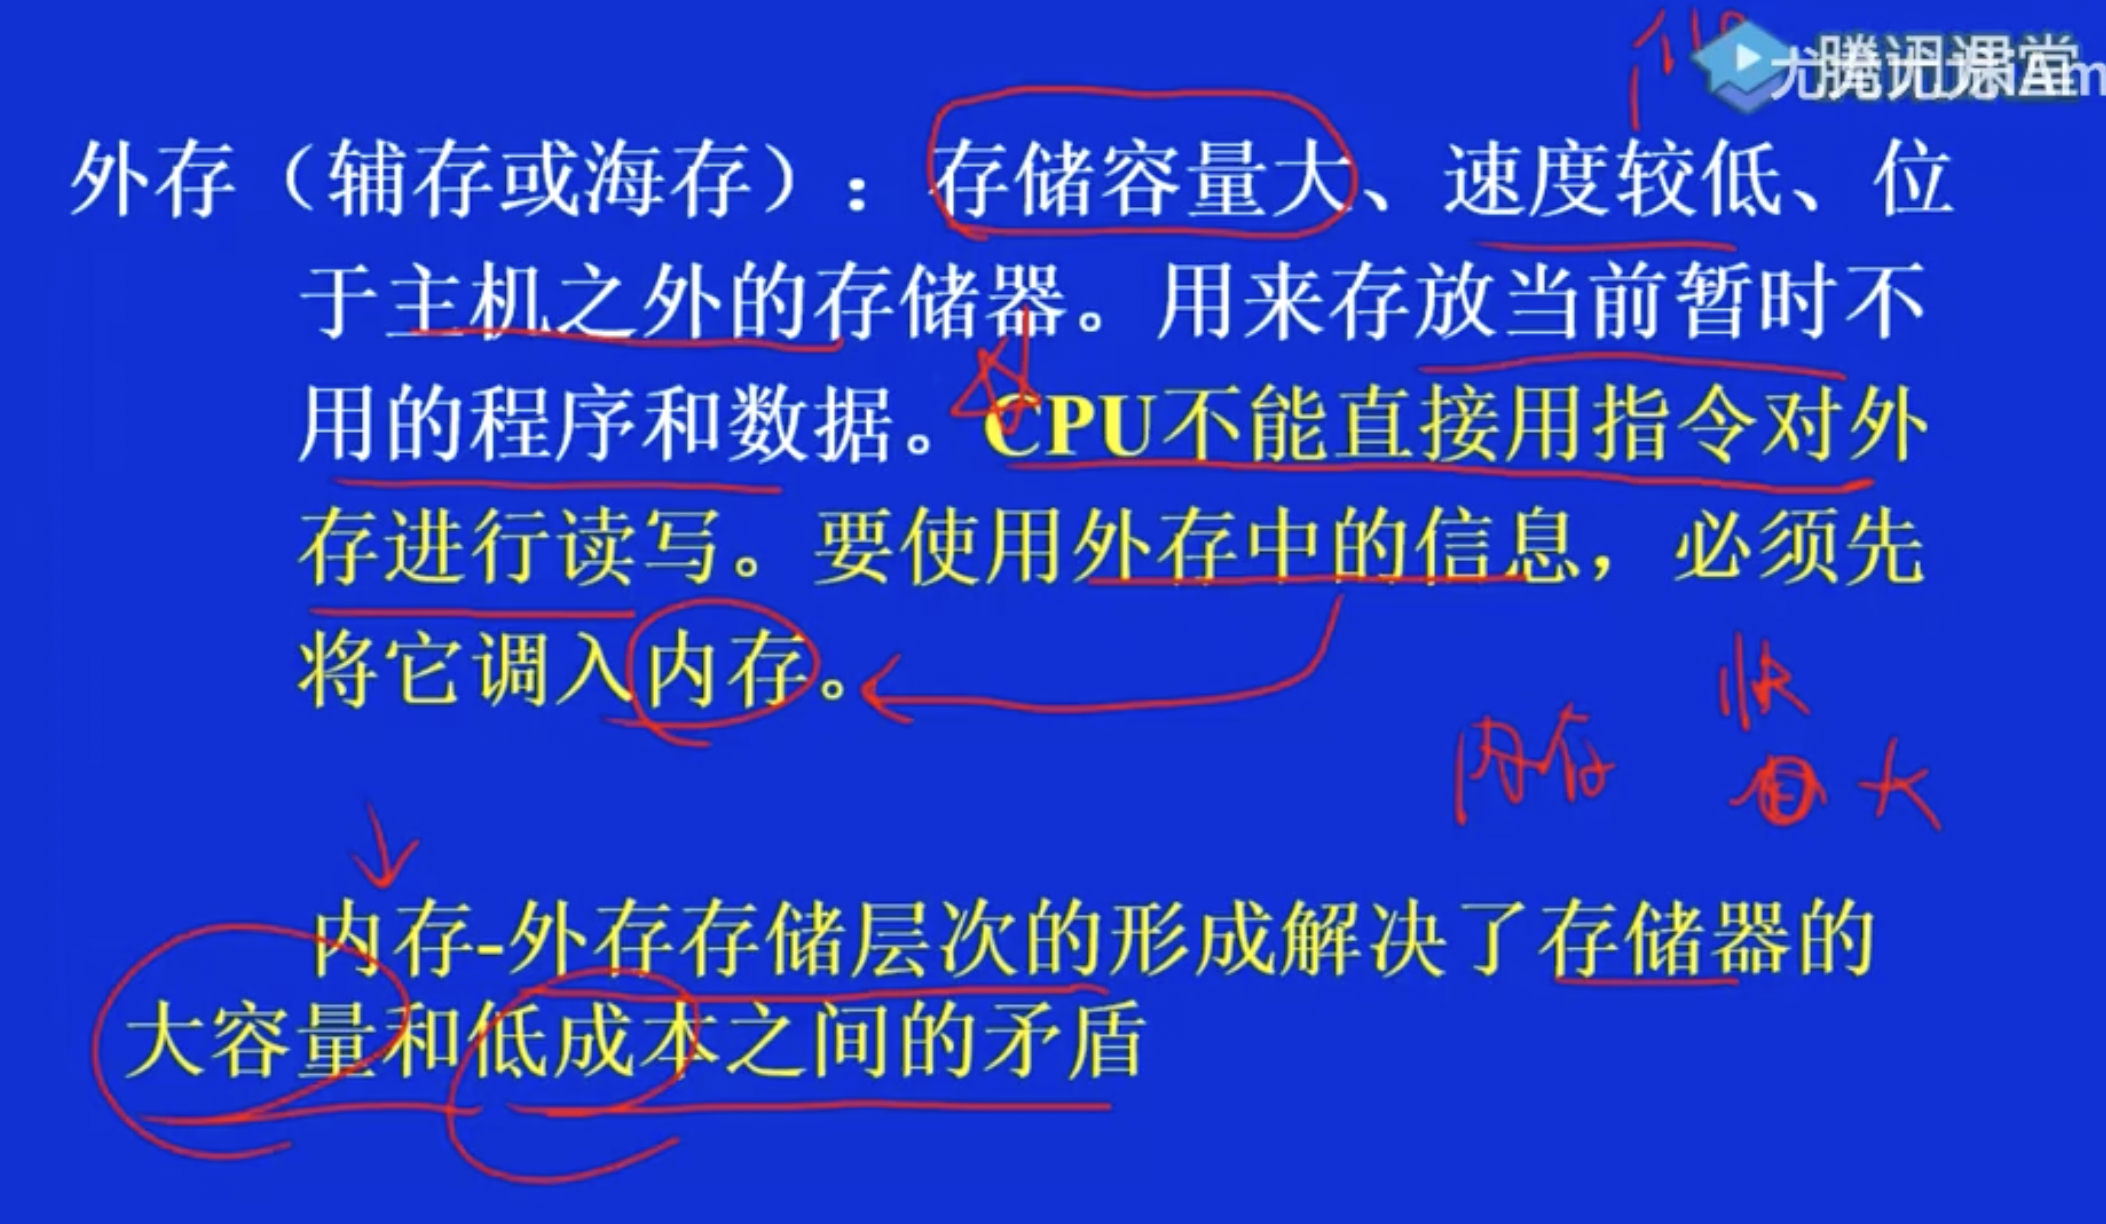 腾讯课堂
外存（辅存或海存）：存储容量大、速度较低、位
于主机之外的存储器。用来存放当前暂时不
用的程序和数据。CPU不能直接用指令对外
存进行读写。要使用外存中的信息，必须先
将它调入内存。
快
内存 大
内存-外存存储层次的形成解决了存储器的
大容量和低成本之间的矛盾